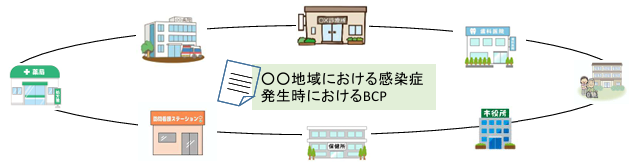 〇〇診療所
歯科医院
薬局
〇〇地域における感染症
発生時におけるBCP
訪問看護ステーション
保健所
市役所